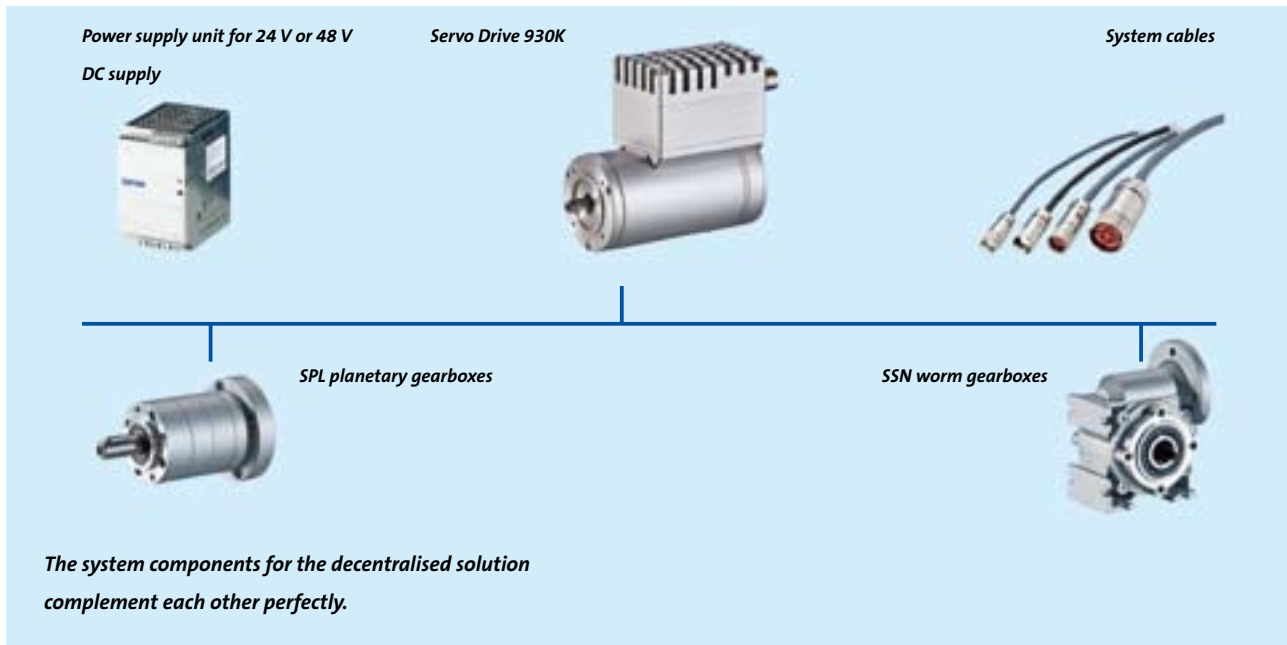 Power supply unit for 24 V or 48 V
DC supply
Servo Drive 930K
System cables
SPL planetary gearboxes
SSN worm gearboxes
The system components for the decentralised solution
complement each other perfectly.